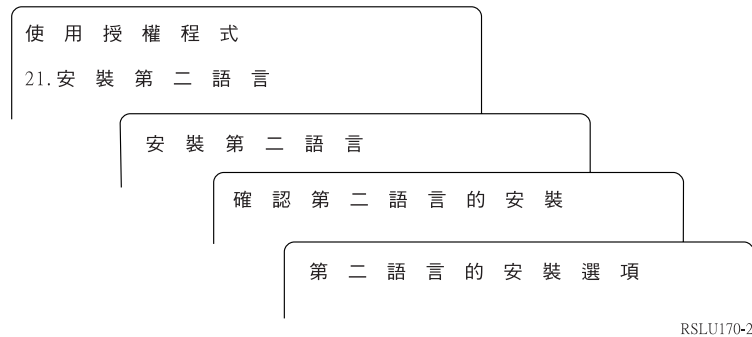 使用授權程式
21.安裝第二語言
安裝第二語言
確認第二語言的安裝
第二語言的安裝選項
RSLU170-2